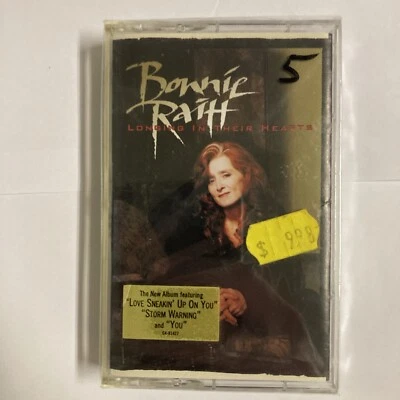 Bonnie
Raitt
LONGING IN THEIR HEARTS
5
$ 9.98
The New Album featuring
"LOVE SNEAKIN' UP ON YOU"
"STORM WARNING"
and "YOU"